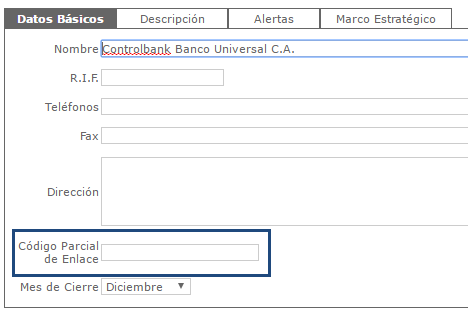 Datos Básicos Descripción Alertas Marco Estratégico
Nombre Controlbank Banco Universal C.A.
R.I.F.
Teléfonos
Fax
Dirección
Código Parcial
de Enlace
Mes de Cierre Diciembre